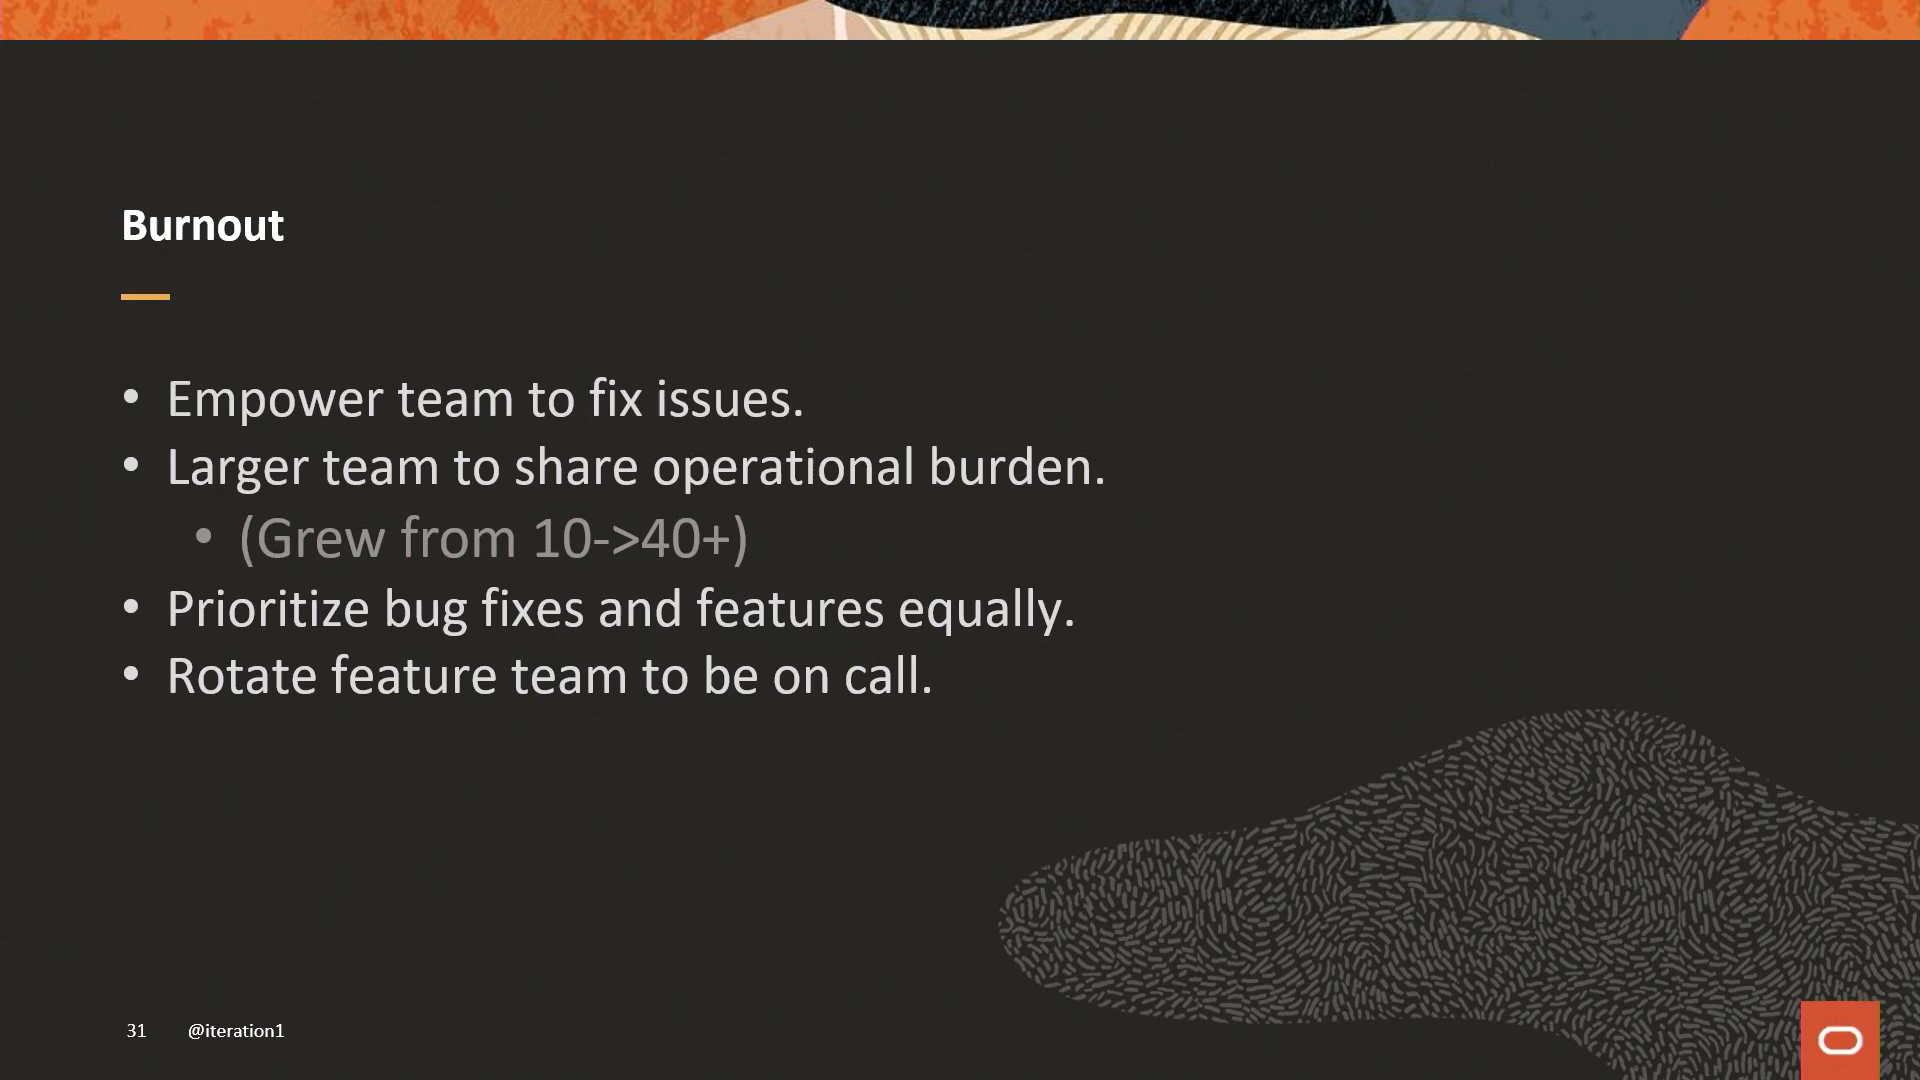 Burnout
• Empower team to fix issues.
• Larger team to share operational burden.
• (Grew from 10->40+)
• Prioritize bug fixes and features equally.
• Rotate feature team to be on call.
31 @iteration1